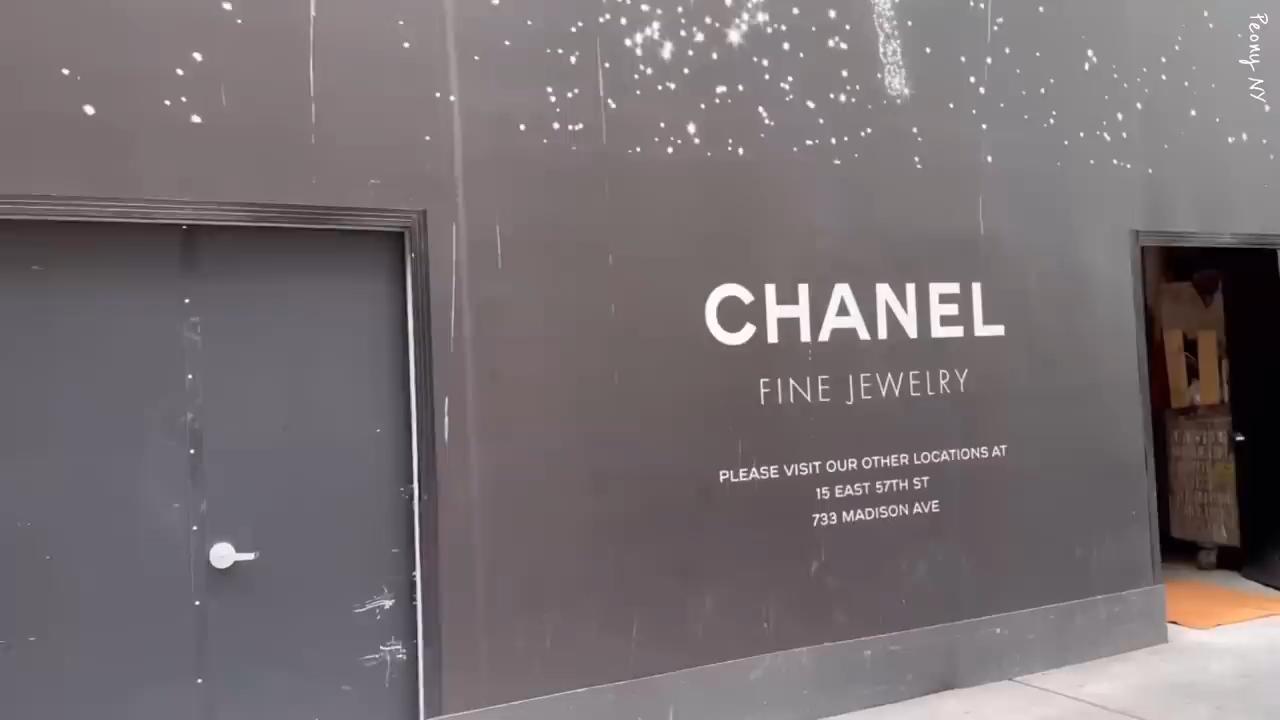 Peony NY
CHANEL
FINE JEWELRY
PLEASE VISIT OUR OTHER LOCATIONS AT
15 EAST 57TH ST
733 MADISON AVE